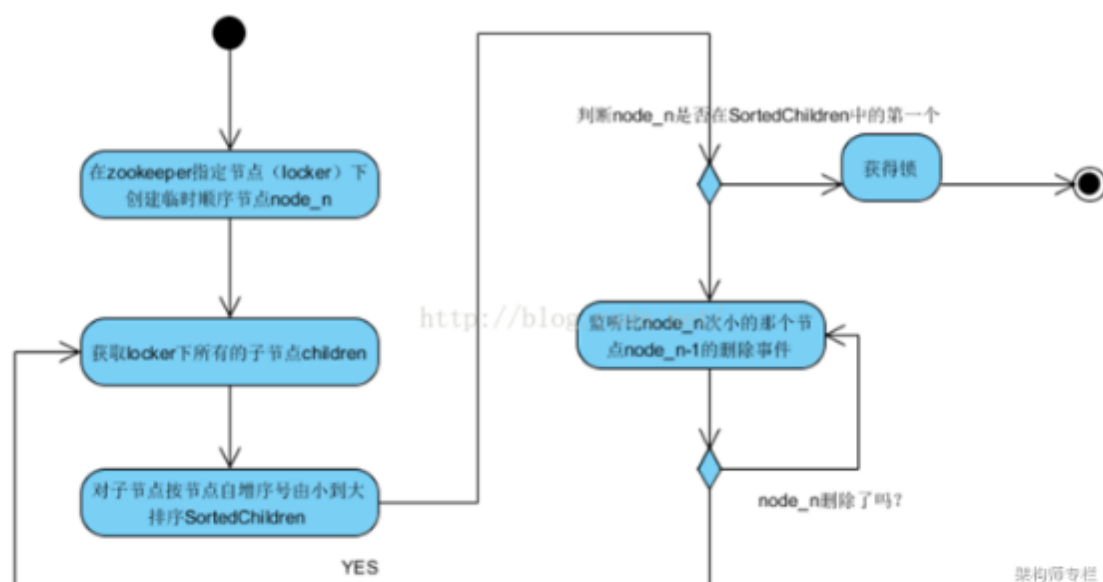 在zookeeper指定节点（locker）下
创建临时顺序节点node_n
获取locker下所有的子节点children
对子节点按节点自增序号由小到大
排序SortedChildren
YES
判断node_n是否在SortedChildren中的第一个
获得锁
http://blog
监听比node_n次小的那个节
点node_n-1的删除事件
node_n删除了吗?
架构师专栏